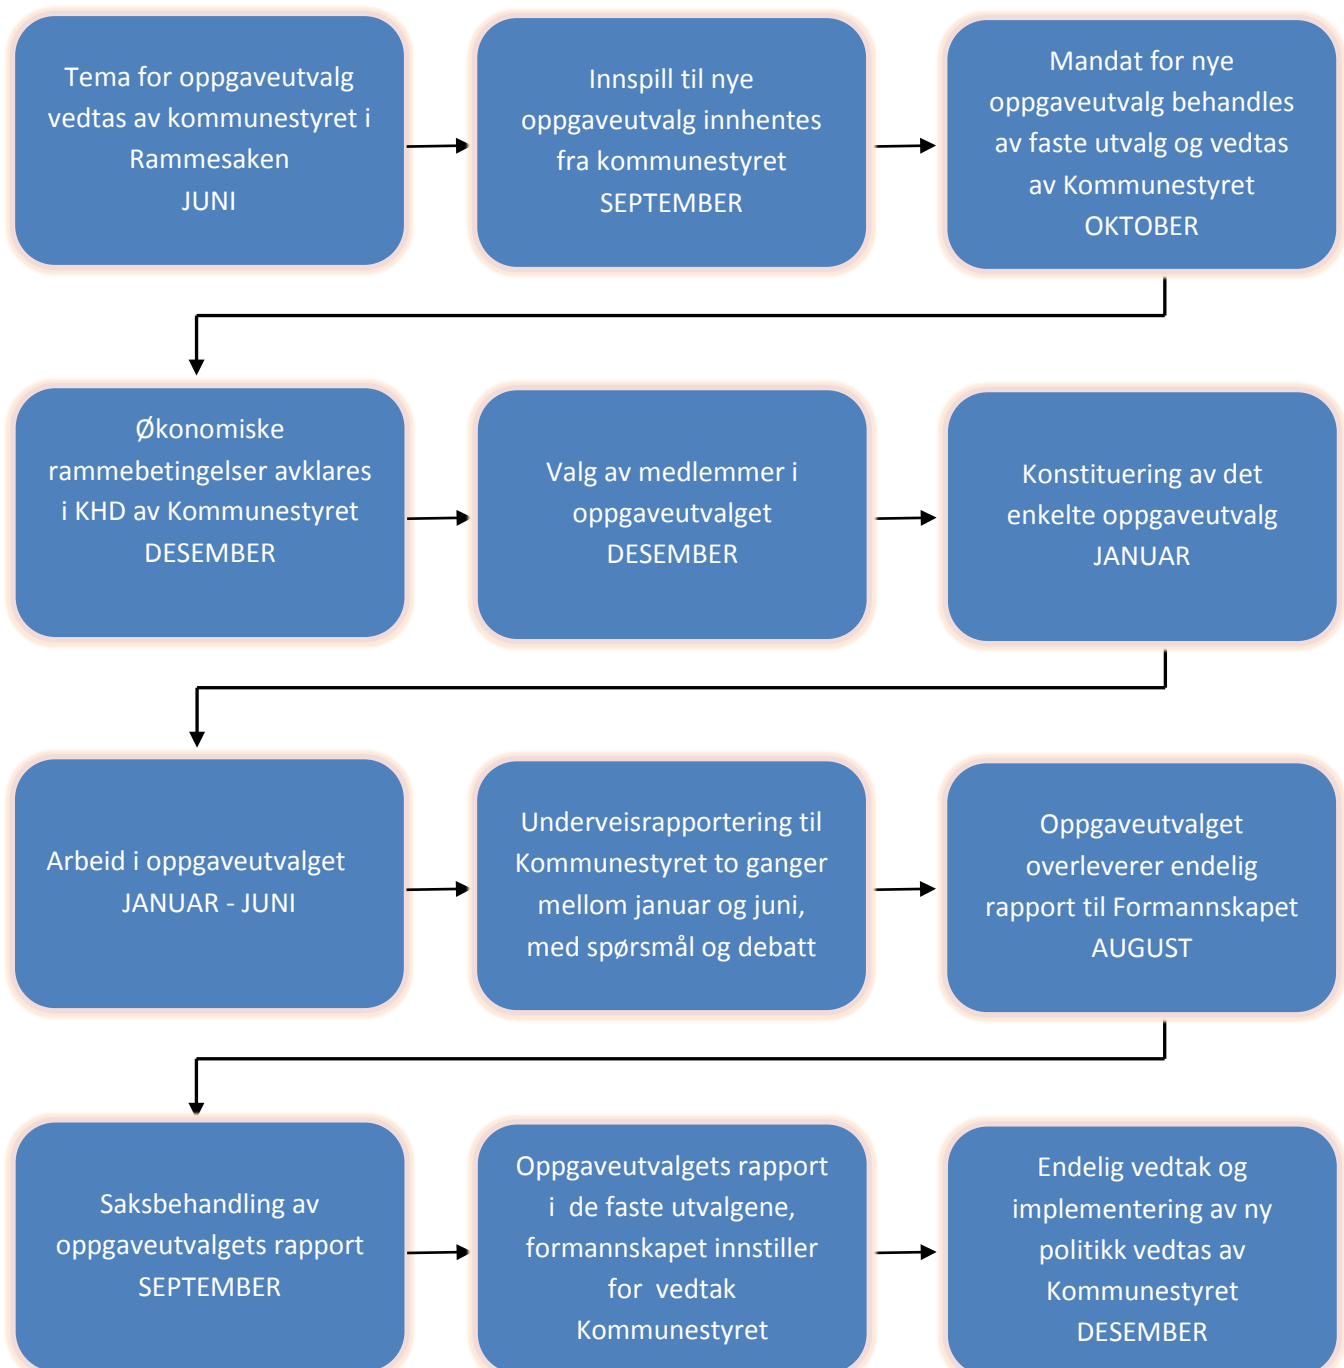 Tema for oppgaveutvalg
vedtas av kommunestyret i
Rammesaken
JUNI
Innspill til nye
oppgaveutvalg innhentes
fra kommunestyret
SEPTEMBER
Mandat for nye
oppgaveutvalg behandles
av faste utvalg og vedtas
av Kommunestyret
OKTOBER
Økonomiske
rammebetingelser avklares
i KHD av Kommunestyret
DESEMBER
Valg av medlemmer i
oppgaveutvalget
DESEMBER
Konstituering av det
enkelte oppgaveutvalg
JANUAR
Arbeid i oppgaveutvalget
JANUAR - JUNI
Underveisrapportering til
Kommunestyret to ganger
mellom januar og juni,
med spørsmål og debatt
Oppgaveutvalget
overleverer endelig
rapport til Formannskapet
AUGUST
Saksbehandling av
oppgaveutvalgets rapport
SEPTEMBER
Oppgaveutvalgets rapport
i de faste utvalgene,
formannskapet innstiller
for vedtak
Kommunestyret
Endelig vedtak og
implementering av ny
politikk vedtas av
Kommunestyret
DESEMBER